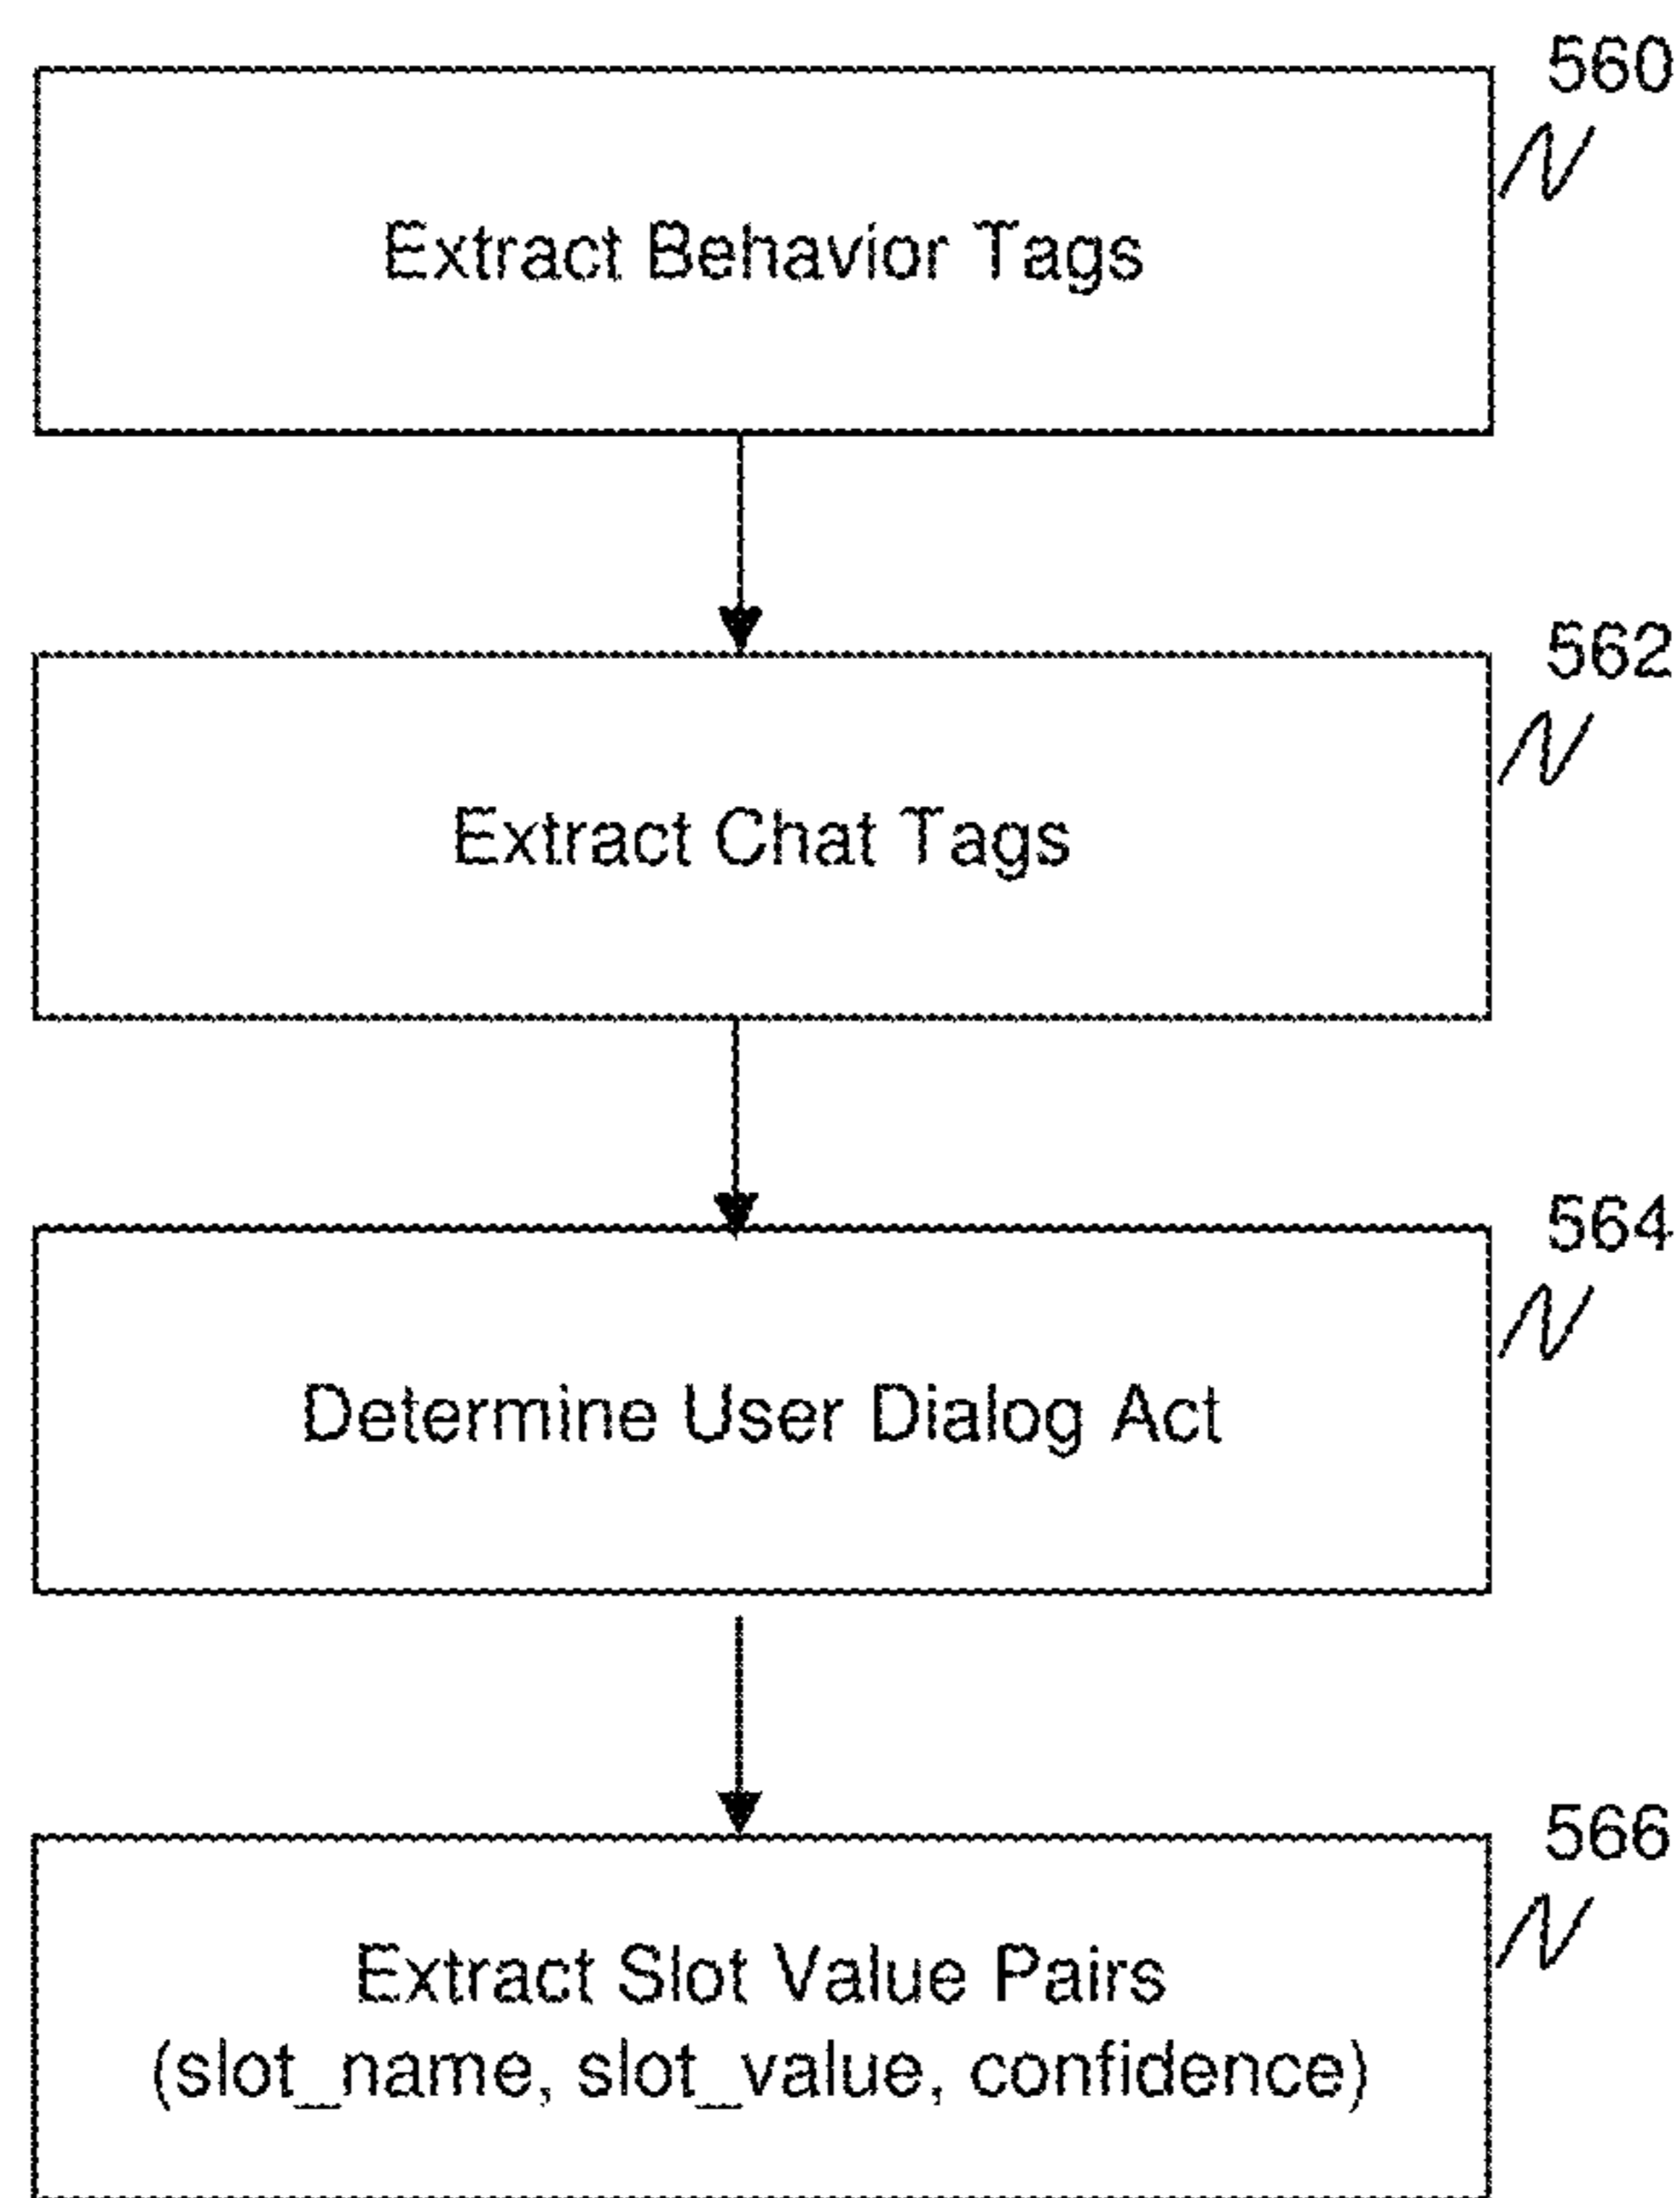 560
Extract Behavior Tags
562
Extract Chat Tags
564
Determine User Dialog Act
566
Extract Slot Value Pairs
(slot_name, slot_value, confidence)